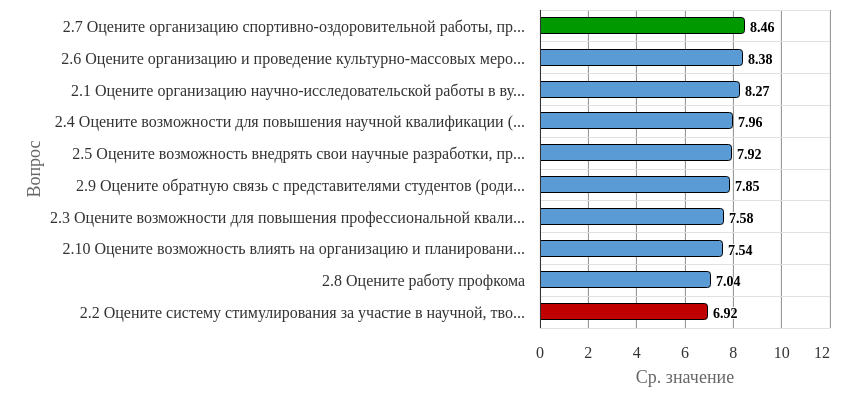 2.7 Оцените организацию спортивно-оздоровительной работы, пр... 8.46
2.6 Оцените организацию и проведение культурно-массовых меро... 8.38
2.1 Оцените организацию научно-исследовательской работы в ву... 8.27
2.4 Оцените возможности для повышения научной квалификации (... 7.96
2.5 Оцените возможность внедрять свои научные разработки, пр... 7.92
2.9 Оцените обратную связь с представителями студентов (роди... 7.85
2.3 Оцените возможности для повышения профессиональной квали... 7.58
2.10 Оцените возможность влиять на организацию и планировани... 7.54
2.8 Оцените работу профкома 7.04
2.2 Оцените систему стимулирования за участие в научной, тво... 6.92
Вопрос
0 2 4 6 8 10 12
Ср. значение